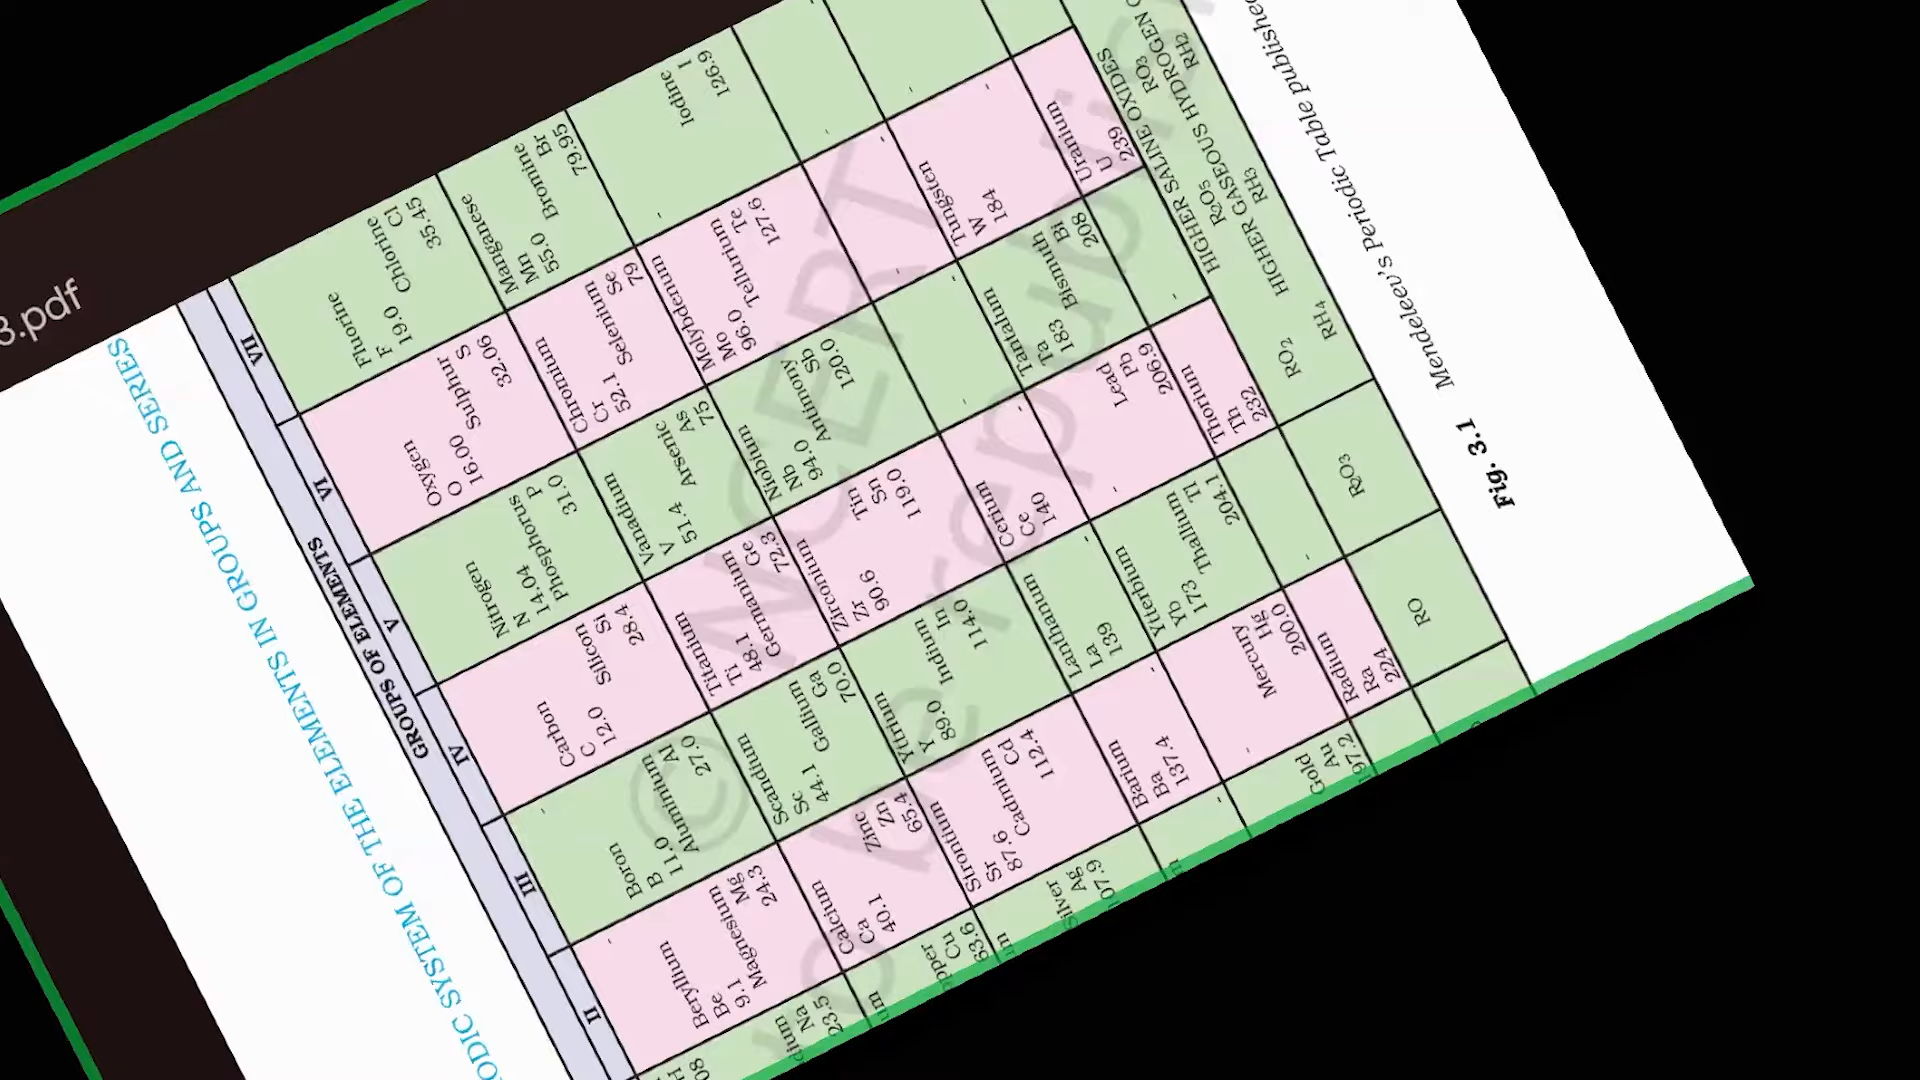 3.pdf
ODIC SYSTEM OF THE ELEMENTS IN GROUPS AND SERIES
GROUPS OF ELEMENTS
II III IV V VI VII
H
08
Beryllium
Be
9.1
Boron
B
11.0
Carbon
C
12.0
Nitrogen
N
14.04
Oxygen
O
16.00
Fluorine
F
19.0
dium
Na
23.5
Magnesium
Mg
24.3
Aluminium
Al
27.0
Silicon
Si
28.4
Phosphorus
P
31.0
Sulphur
S
32.06
Chlorine
Cl
35.45
um
Calcium
Ca
40.1
Scandium
Sc
44.1
Titanium
Ti
48.1
Vanadium
V
51.4
Chromium
Cr
52.1
Manganese
Mn
55.0
pper
Cu
63.6
Zinc
Zn
65.4
Gallium
Ga
70.0
Germanium
Ge
72.3
Arsenic
As
75
Selenium
Se
79
Bromine
Br
79.95
Strontium
Sr
87.6
Yttrium
Y
89.0
Zirconium
Zr
90.6
Niobium
Nb
94.0
Molybdenum
Mo
96.0
Silver
Ag
107.9
Cadmium
Cd
112.4
Indium
In
114.0
Tin
Sn
119.0
Antimony
Sb
120.0
Tellurium
Te
127.6
Iodine
I
126.9
Barium
Ba
137.4
Lanthanum
La
139
Cerium
Ce
140
Ytterbium
Yb
173
Tantalum
Ta
183
Tungsten
W
184
Gold
Au
197.2
Mercury
Hg
200.0
Thallium
Tl
204.1
Lead
Pb
206.9
Bismuth
Bi
208
Radium
Ra
224
Thorium
Th
232
Uranium
U
239
HIGHER SALINE OXIDES
RO R₂O₃ RO₂ R₂O₅ RO₃
HIGHER GASEOUS HYDROGEN
RH₄ RH₃ RH₂
Fig. 3.1 Mendeleev's Periodic Table published
© NCERT
be republis